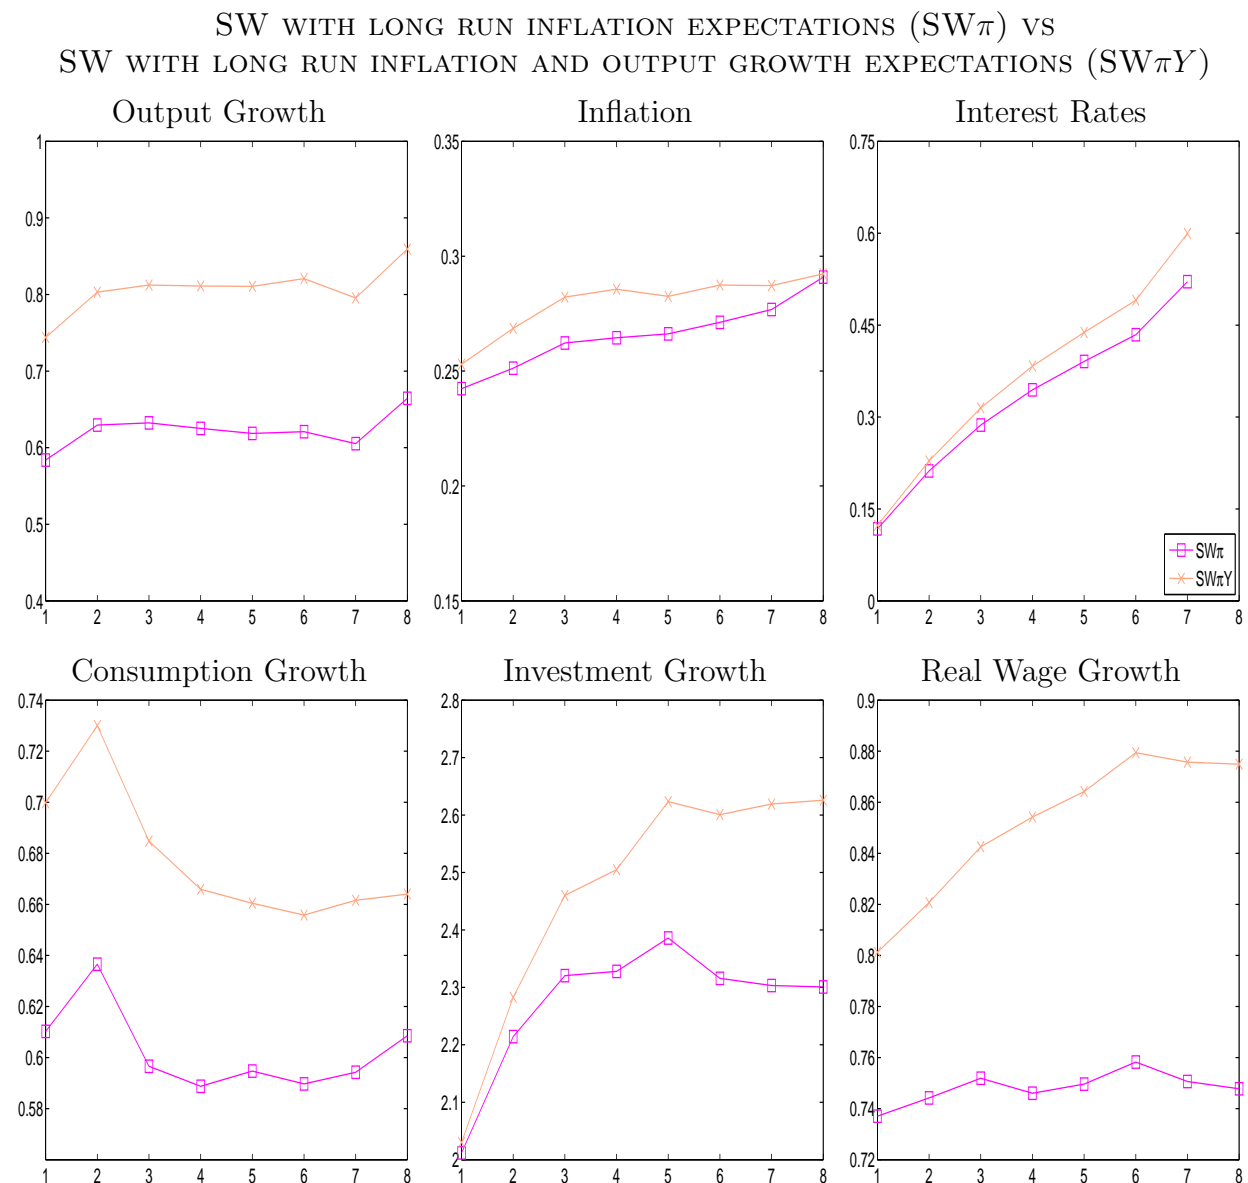 SW WITH LONG RUN INFLATION EXPECTATIONS (SWπ) VS
SW WITH LONG RUN INFLATION AND OUTPUT GROWTH EXPECTATIONS (SWπY)
Output Growth
1
0.9
0.8
0.7
0.6
0.5
0.4
1 2 3 4 5 6 7 8
Inflation
0.35
0.3
0.25
0.2
0.15
1 2 3 4 5 6 7 8
Interest Rates
0.75
0.6
0.45
0.3
0.15
0
SWπ
SWπY
1 2 3 4 5 6 7 8
Consumption Growth
0.74
0.72
0.7
0.68
0.66
0.64
0.62
0.6
0.58
1 2 3 4 5 6 7 8
Investment Growth
2.8
2.7
2.6
2.5
2.4
2.3
2.2
2.1
2
1 2 3 4 5 6 7 8
Real Wage Growth
0.9
0.88
0.86
0.84
0.82
0.8
0.76
0.74
0.72
1 2 3 4 5 6 7 8